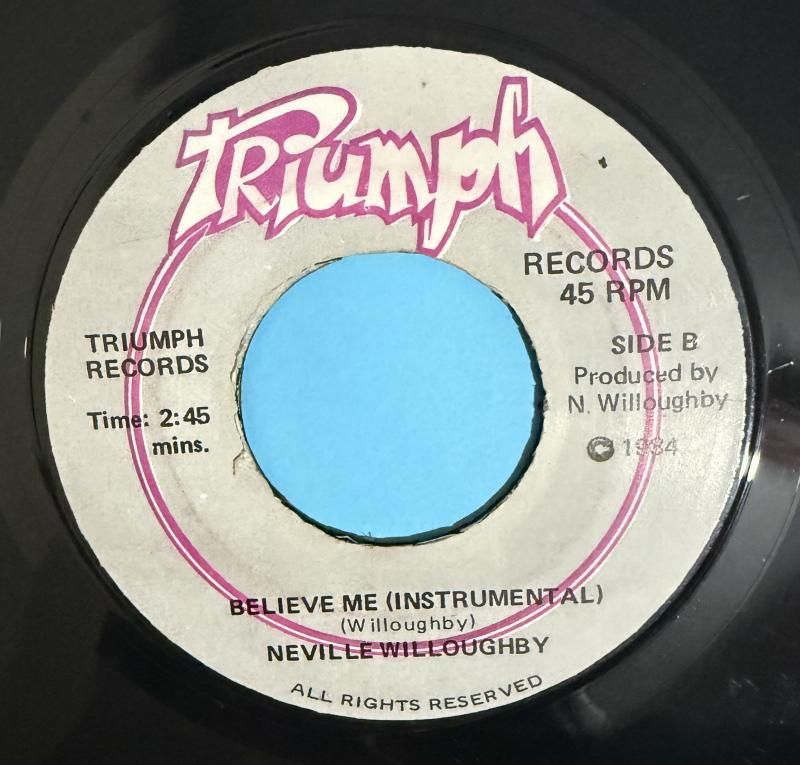 Triumph
RECORDS
45 RPM
TRIUMPH
RECORDS
Time: 2:45
mins.
SIDE B
Produced by
N. Willoughby
© 1984
BELIEVE ME (INSTRUMENTAL)
(Willoughby)
NEVILLE WILLOUGHBY
ALL RIGHTS RESERVED